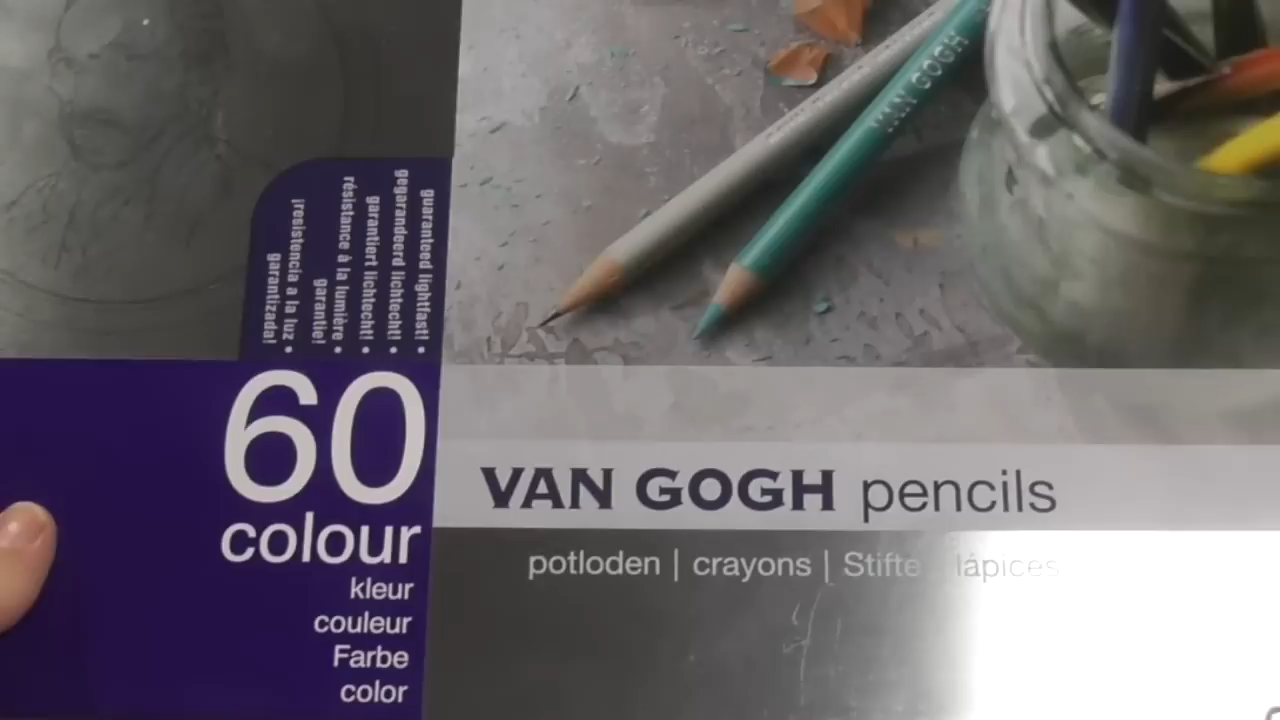 VAN GOGH
guaranteed lightfast! •
gegarandeerd lichtecht! •
garantiert lichtecht! •
résistance à la lumière •
garantie!
¡resistencia a la luz •
garantizada!
60
colour
kleur
couleur
Farbe
color
VAN GOGH pencils
potloden | crayons | Stifte lápices